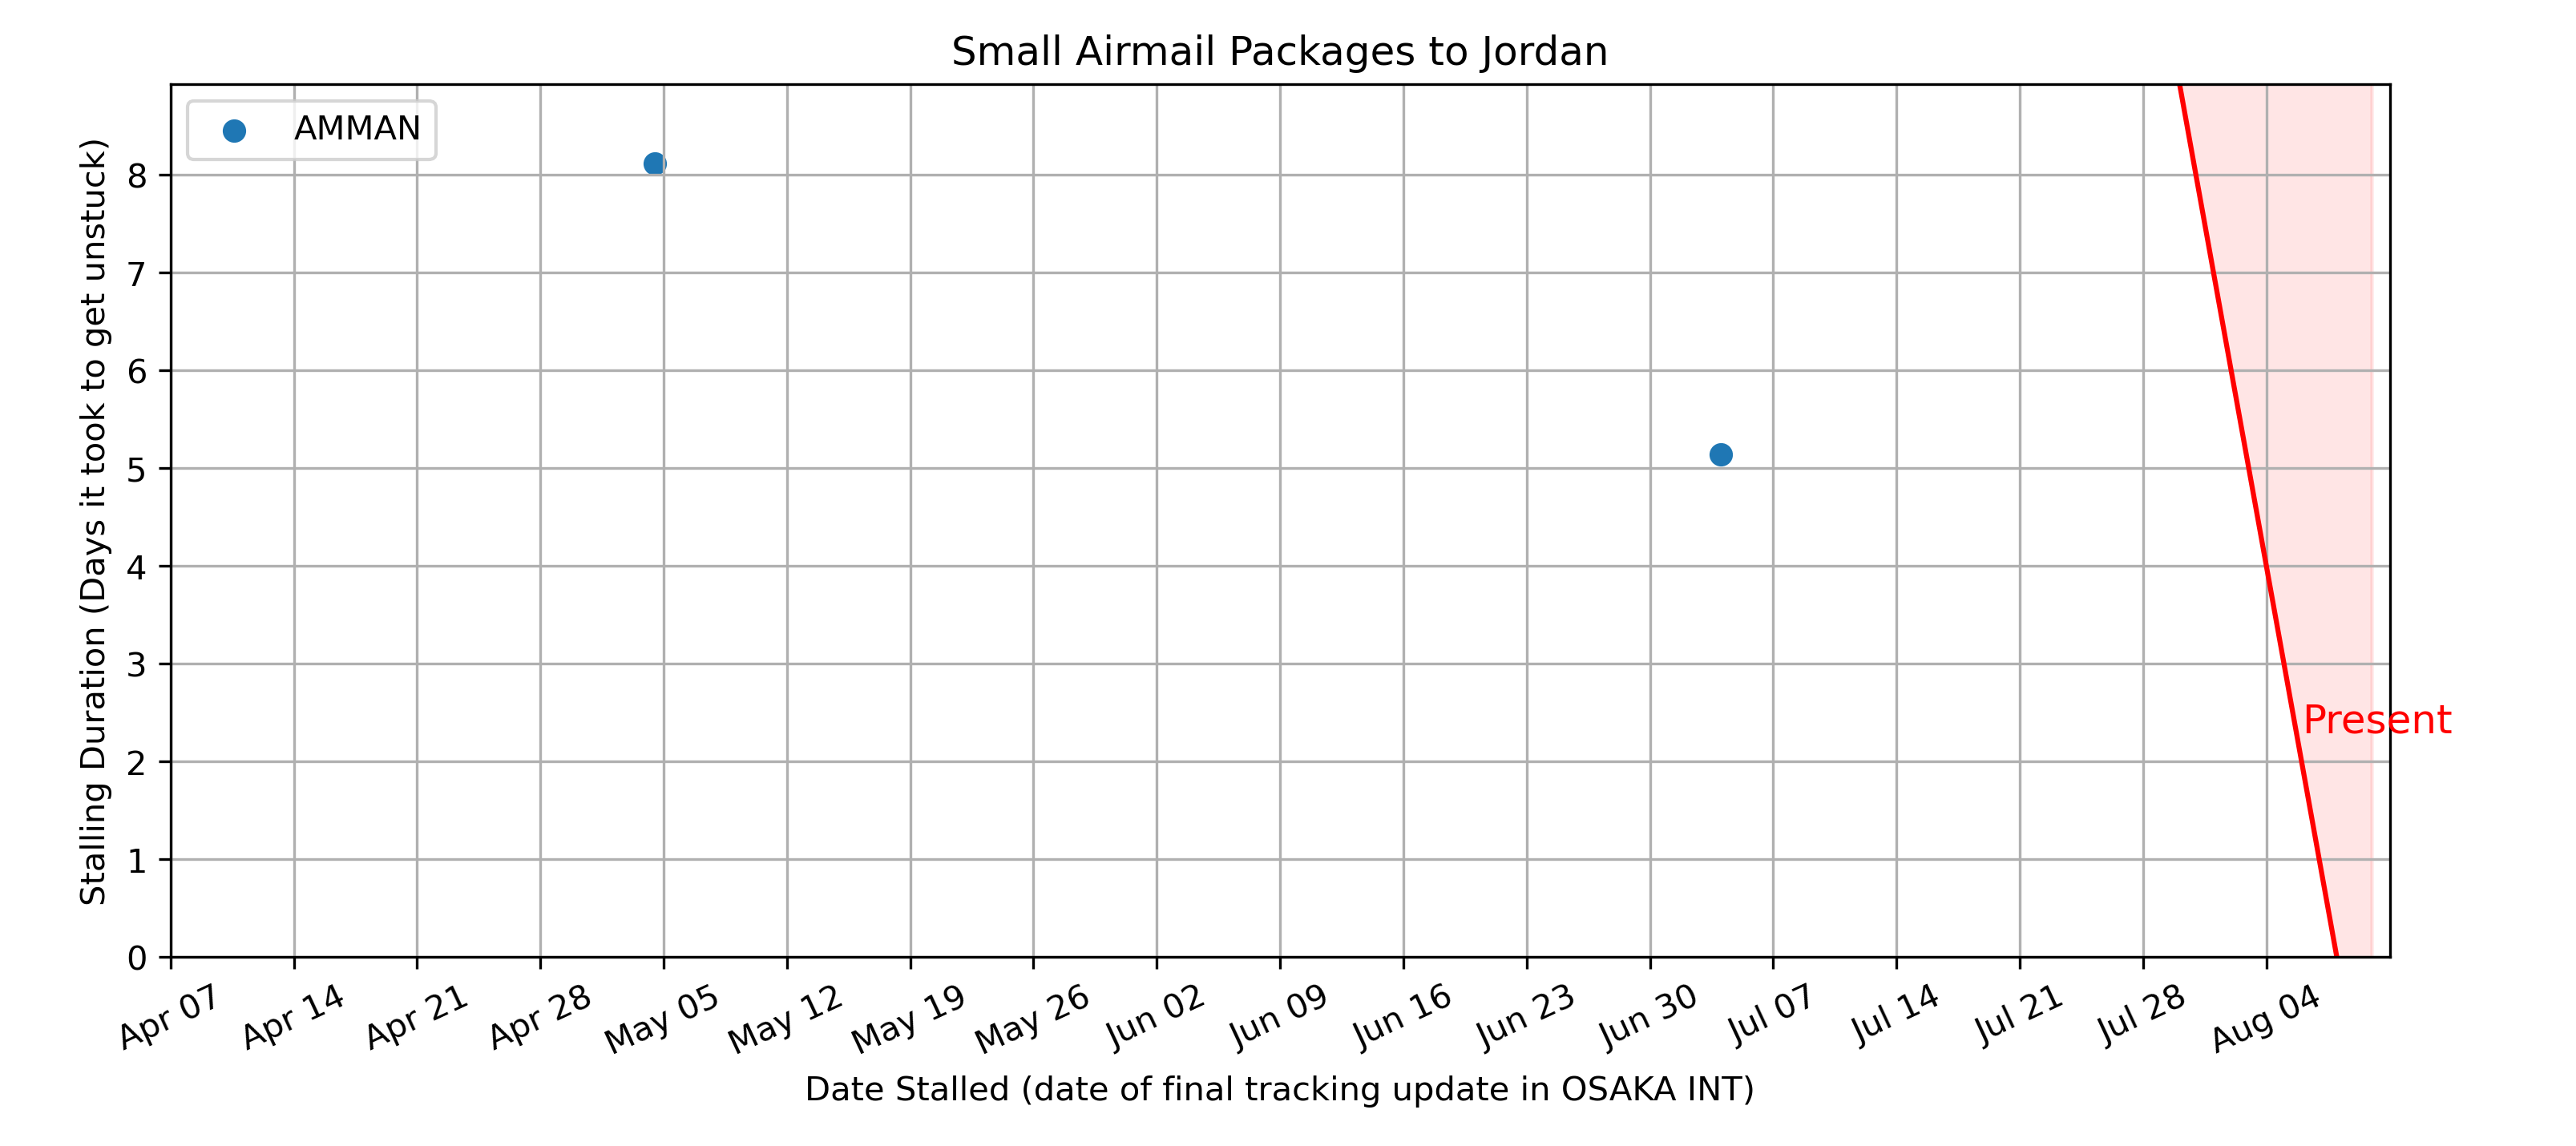 Small Airmail Packages to Jordan
AMMAN
Stalling Duration (Days it took to get unstuck)
8
7
6
5
4
3
2
1
0
Present
Apr 07
Apr 14
Apr 21
Apr 28
May 05
May 12
May 19
May 26
Jun 02
Jun 09
Jun 16
Jun 23
Jun 30
Jul 07
Jul 14
Jul 21
Jul 28
Aug 04
Date Stalled (date of final tracking update in OSAKA INT)